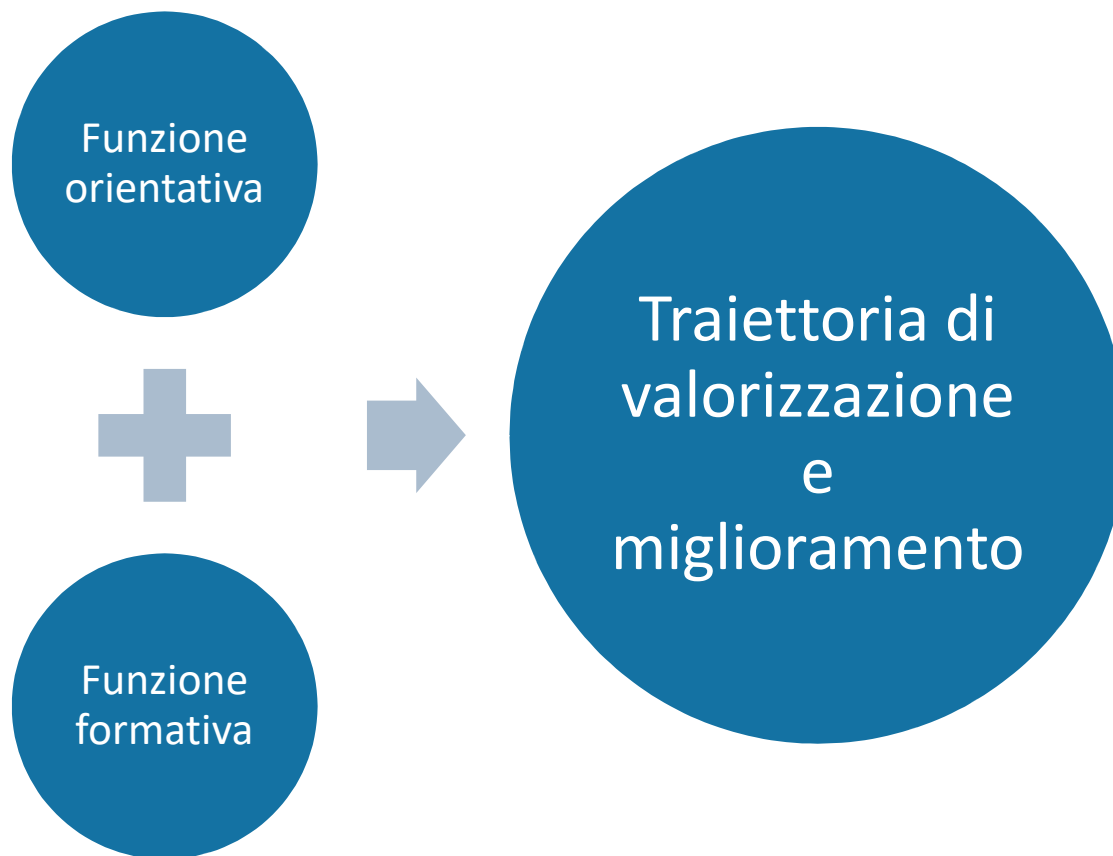 Funzione
orientativa
Funzione
formativa
Traiettoria di
valorizzazione
e
miglioramento